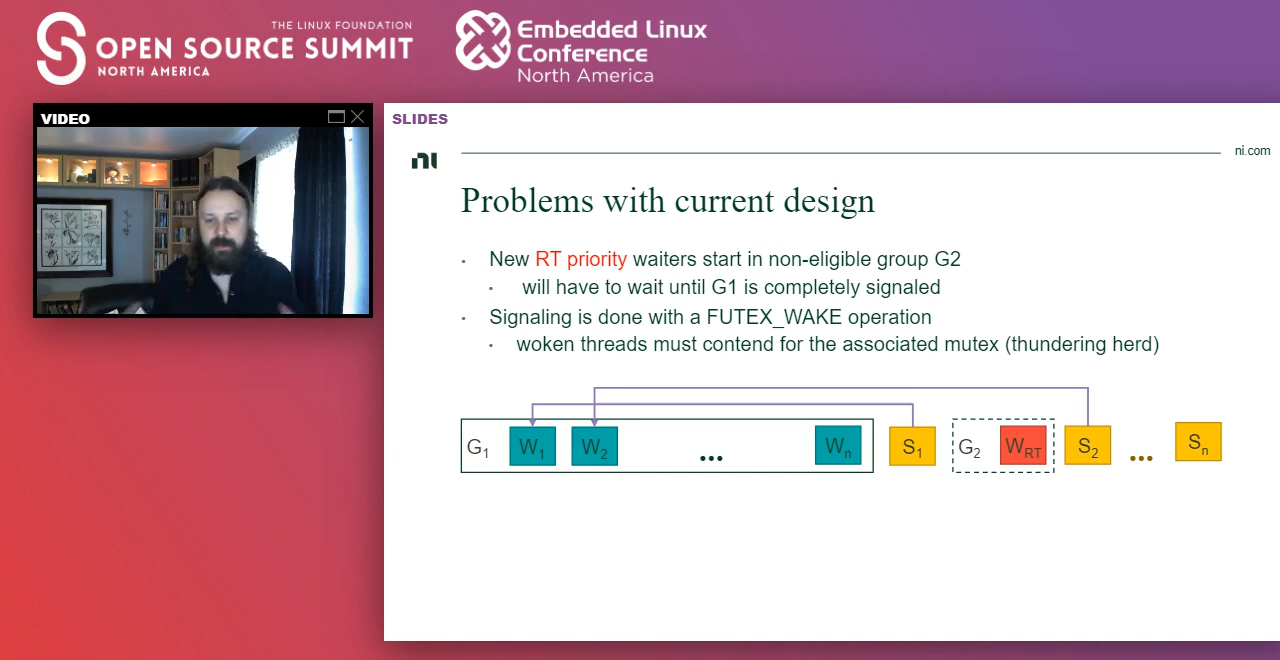 THE LINUX FOUNDATION
OPEN SOURCE SUMMIT
NORTH AMERICA
Embedded Linux
Conference
North America
VIDEO
SLIDES
ni
ni.com
Problems with current design
• New RT priority waiters start in non-eligible group G2
• will have to wait until G1 is completely signaled
• Signaling is done with a FUTEX_WAKE operation
• woken threads must contend for the associated mutex (thundering herd)
G1 W1 W2 ... Wn S1 G2 WRT S2 ... Sn